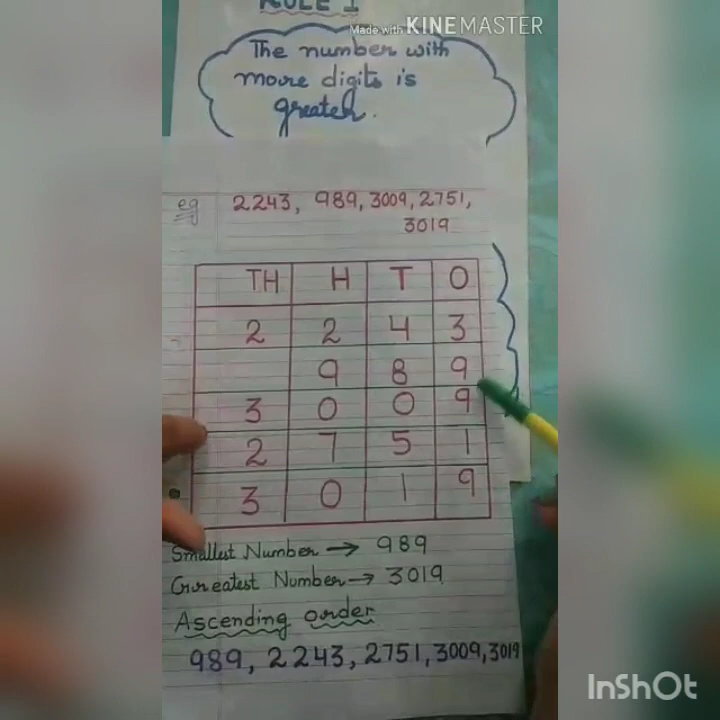 RULE 1
Made with KINEMASTER
The number with
more digits is
greater.
eg 2243, 989, 3009, 2751,
3019
TH H T O
2 2 4 3
9 8 9
3 0 0 9
2 7 5 1
3 0 1 9
Smallest Number → 989
Greatest Number → 3019
Ascending order
989, 2243, 2751, 3009, 3019
InShOt